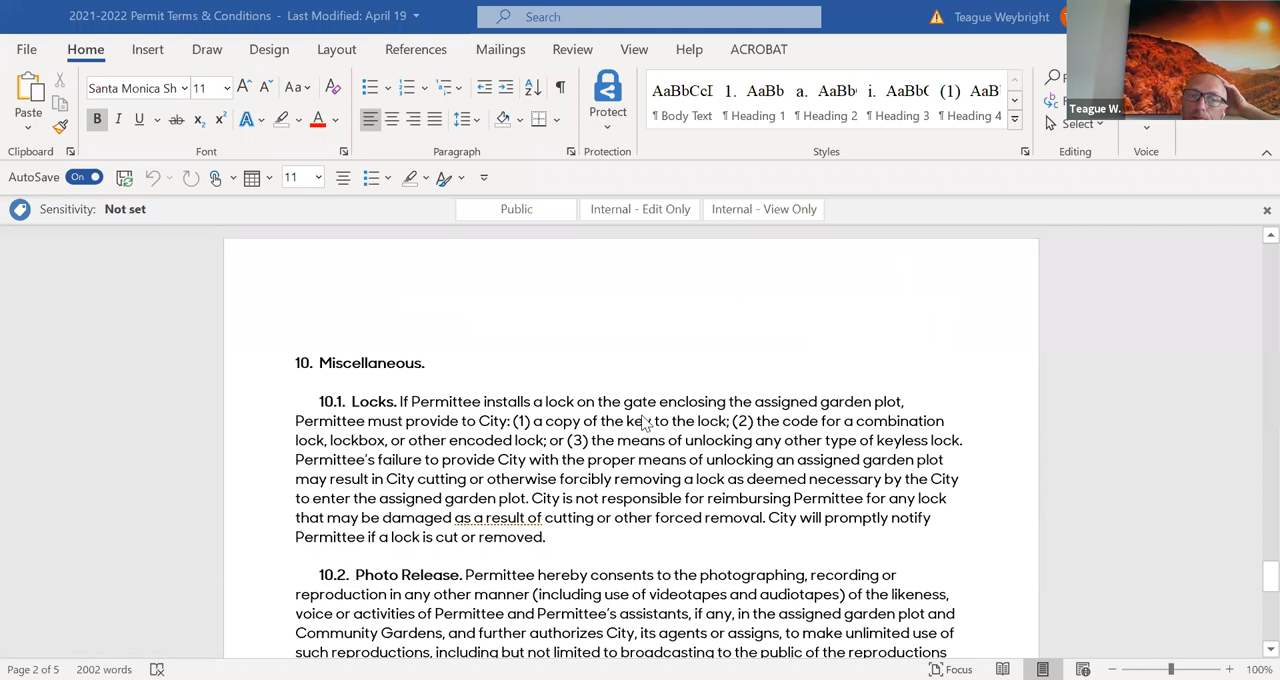 2021-2022 Permit Terms & Conditions - Last Modified: April 19
Search
Teague Weybright
File Home Insert Draw Design Layout References Mailings Review View Help ACROBAT
Teague W.
Paste
Clipboard
Santa Monica Sh 11
Font
Paragraph
Protect
Protection
AaBbCcI 1. AaBb a. AaBb i. AaBbC (1) AaB
¶ Body Text ¶ Heading 1 ¶ Heading 2 ¶ Heading 3 ¶ Heading 4
Styles
Select
Editing
Voice
AutoSave On 11
Sensitivity: Not set Public Internal - Edit Only Internal - View Only
10. Miscellaneous.
10.1. Locks. If Permittee installs a lock on the gate enclosing the assigned garden plot,
Permittee must provide to City: (1) a copy of the key to the lock; (2) the code for a combination
lock, lockbox, or other encoded lock; or (3) the means of unlocking any other type of keyless lock.
Permittee's failure to provide City with the proper means of unlocking an assigned garden plot
may result in City cutting or otherwise forcibly removing a lock as deemed necessary by the City
to enter the assigned garden plot. City is not responsible for reimbursing Permittee for any lock
that may be damaged as a result of cutting or other forced removal. City will promptly notify
Permittee if a lock is cut or removed.
10.2. Photo Release. Permittee hereby consents to the photographing, recording or
reproduction in any other manner (including use of videotapes and audiotapes) of the likeness,
voice or activities of Permittee and Permittee's assistants, if any, in the assigned garden plot and
Community Gardens, and further authorizes City, its agents or assigns, to make unlimited use of
such reproductions, including but not limited to broadcasting to the public of the reproductions
Page 2 of 5 2002 words Focus 100%